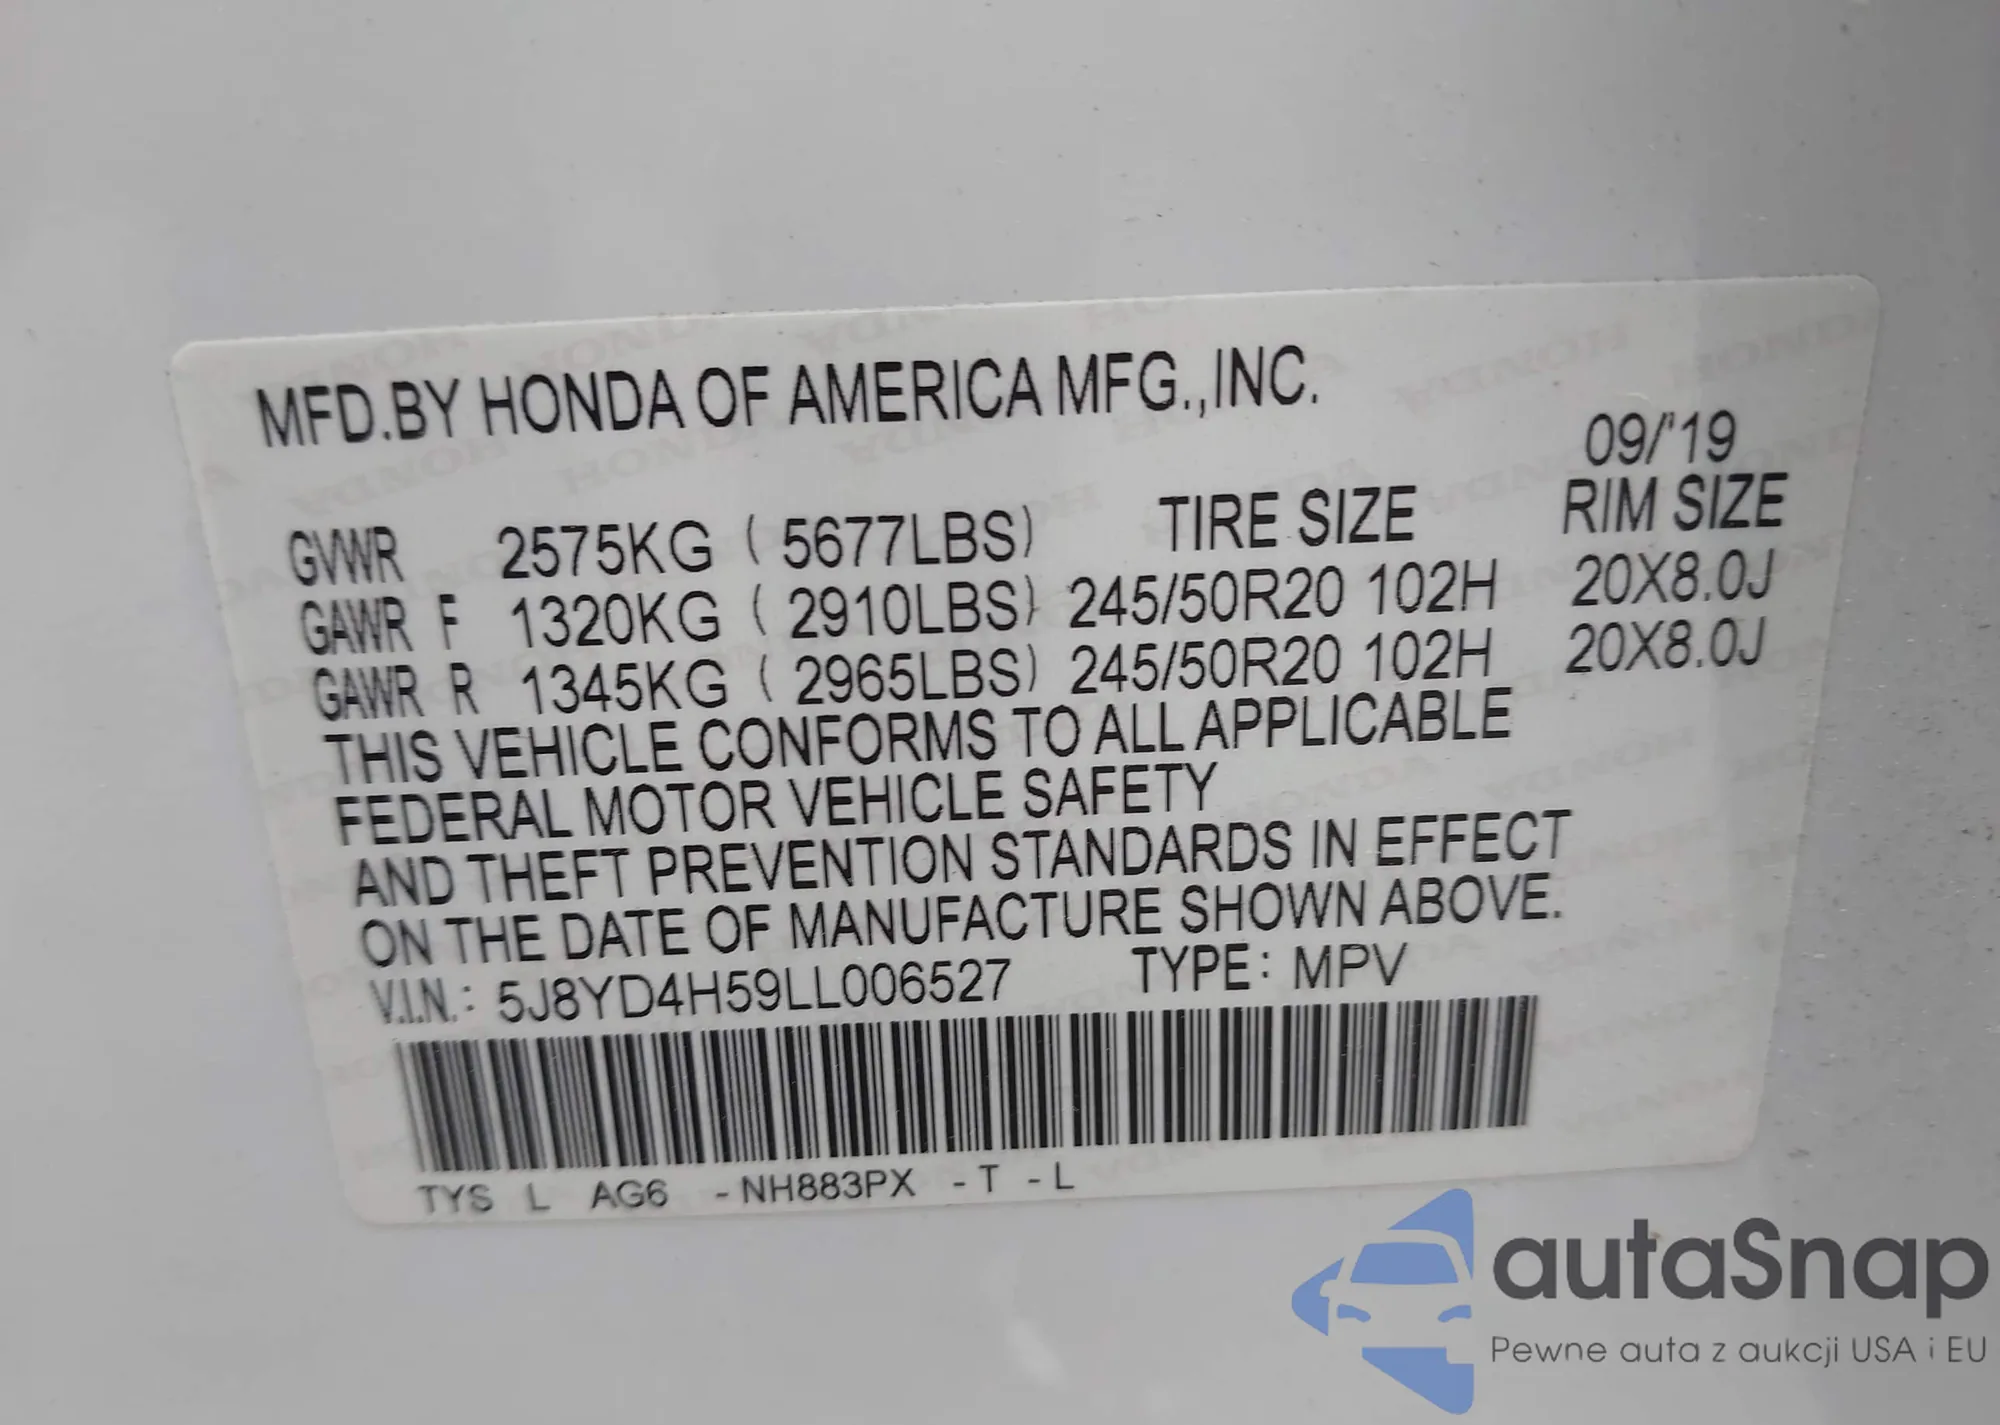 MFD.BY HONDA OF AMERICA MFG.,INC.
09/'19
GVWR 2575KG ( 5677LBS) TIRE SIZE RIM SIZE
GAWR F 1320KG ( 2910LBS) 245/50R20 102H 20X8.0J
GAWR R 1345KG ( 2965LBS) 245/50R20 102H 20X8.0J
THIS VEHICLE CONFORMS TO ALL APPLICABLE
FEDERAL MOTOR VEHICLE SAFETY
AND THEFT PREVENTION STANDARDS IN EFFECT
ON THE DATE OF MANUFACTURE SHOWN ABOVE.
V.I.N.: 5J8YD4H59LL006527 TYPE: MPV
TYS L AG6 -NH883PX -T -L
autaSnap
Pewne auta z aukcji USA i EU